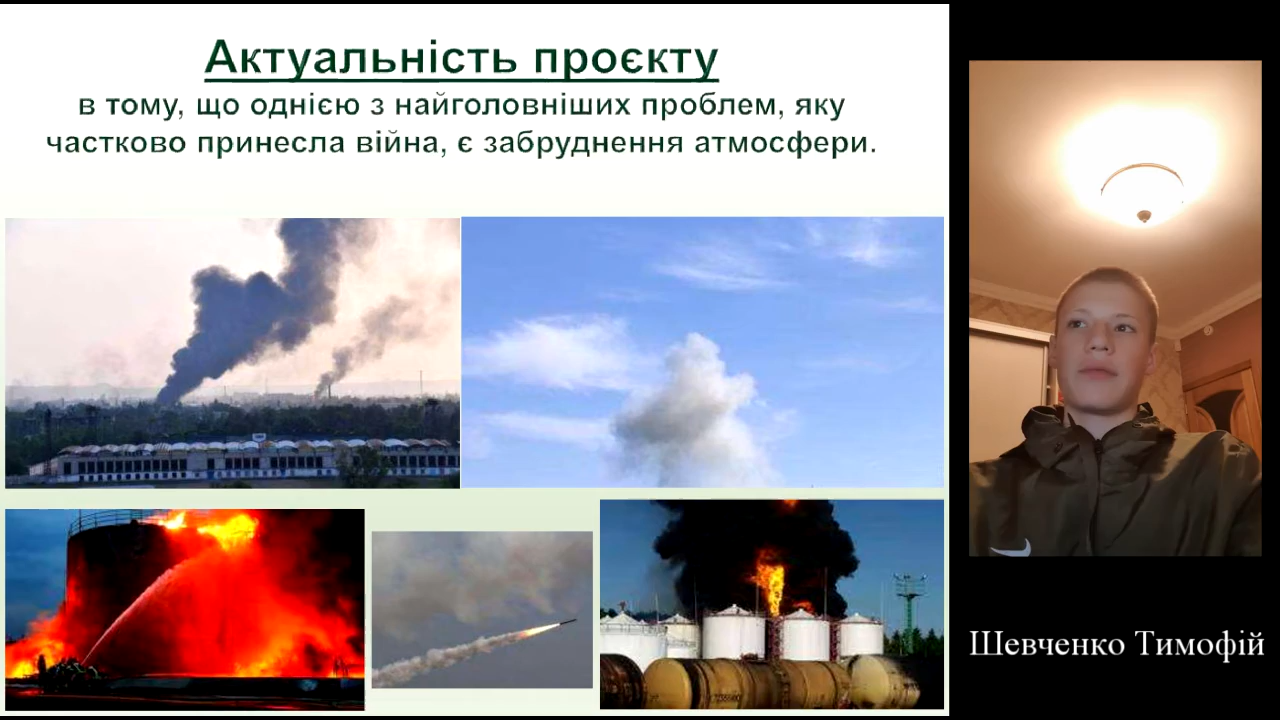 Актуальність проєкту
в тому, що однією з найголовніших проблем, яку
частково принесла війна, є забруднення атмосфери.
Шевченко Тимофій